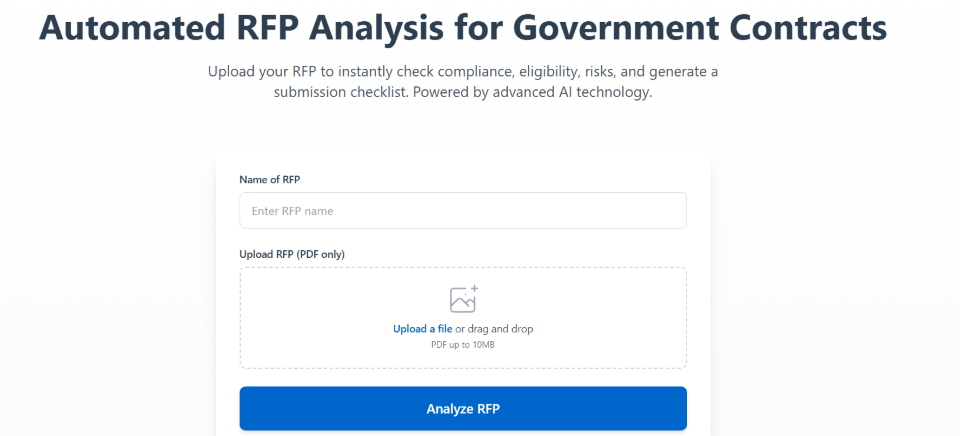 Automated RFP Analysis for Government Contracts
Upload your RFP to instantly check compliance, eligibility, risks, and generate a
submission checklist. Powered by advanced AI technology.
Name of RFP
Enter RFP name
Upload RFP (PDF only)
Upload a file or drag and drop
PDF up to 10MB
Analyze RFP